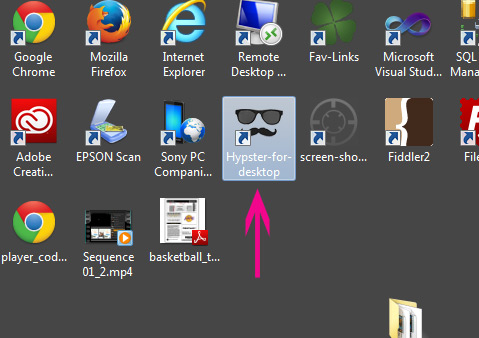 Google
Chrome
Mozilla
Firefox
Internet
Explorer
Remote
Desktop ...
Fav-Links
Microsoft
Visual Stud...
SQL
Mana
Adobe
Creati...
EPSON Scan
Sony PC
Compani...
Hypster-for-
desktop
screen-sho...
Fiddler2
File
player_cod...
Sequence
01_2.mp4
basketball_t...